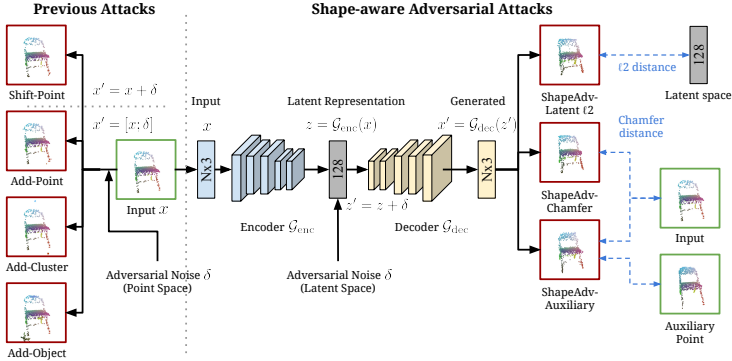 Previous Attacks
Shape-aware Adversarial Attacks
Shift-Point
x′ = x + δ
x′ = [x; δ]
Add-Point
Add-Cluster
Add-Object
Input x
Adversarial Noise δ
(Point Space)
Input
x
Nx3
Encoder 𝒢enc
Latent Representation
z = 𝒢enc(x)
128
z′ = z + δ
Adversarial Noise δ
(Latent Space)
Decoder 𝒢dec
Generated
x′ = 𝒢dec(z′)
Nx3
ShapeAdv-
Latent ℓ2
ℓ2 distance
128
Latent space
Chamfer
distance
ShapeAdv-
Chamfer
Input
ShapeAdv-
Auxiliary
Auxiliary
Point